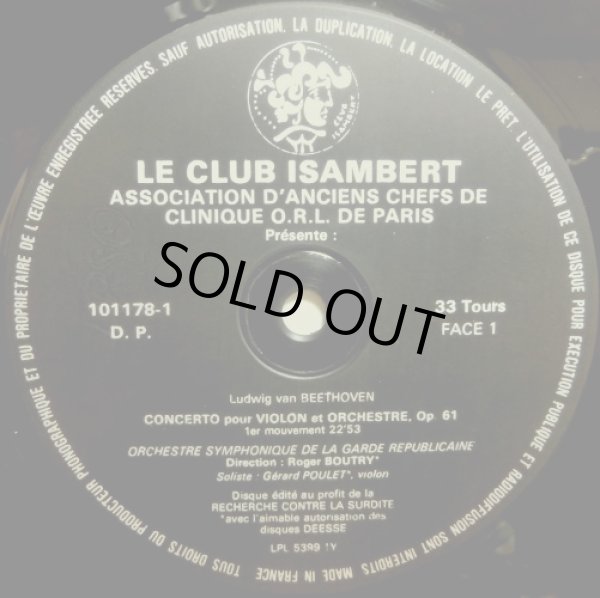 TOUS DROITS DU PRODUCTEUR PHONOGRAPHIQUE ET DU PROPRIETAIRE DE L'ŒUVRE ENREGISTREE RESERVES. SAUF AUTORISATION, LA DUPLICATION, LA LOCATION, LE PRET, L'UTILISATION DE CE DISQUE POUR EXECUTION PUBLIQUE ET RADIODIFFUSION SONT INTERDITS MADE IN FRANCE
CLUB ISAMBERT
LE CLUB ISAMBERT
ASSOCIATION D'ANCIENS CHEFS DE
CLINIQUE O.R.L. DE PARIS
Présente :
SOLD OUT
101178-1
D. P.
33 Tours
FACE 1
Ludwig van BEETHOVEN
CONCERTO pour VIOLON et ORCHESTRE, Op. 61
1er mouvement 22'53
ORCHESTRE SYMPHONIQUE DE LA GARDE REPUBLICAINE
Direction : Roger BOUTRY*
Soliste : Gérard POULET*, violon
Disque édité au profit de la
RECHERCHE CONTRE LA SURDITE
*avec l'aimable autorisation des
disques DEESSE
LPL 5399 1Y